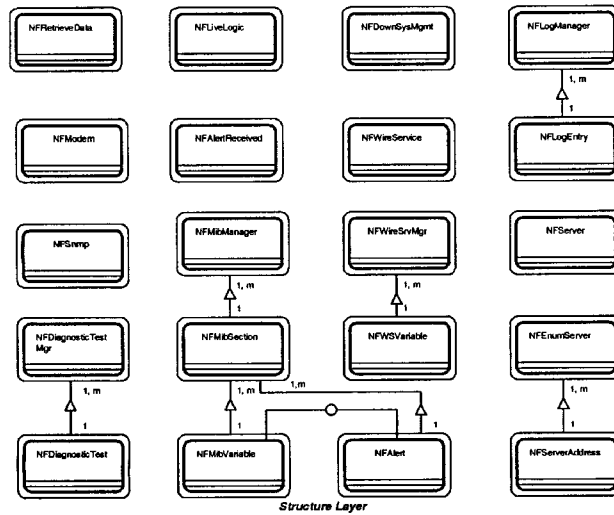 NFRetrieveData
NFLiveLogic
NFDownSysMgmt
NFLogManager
1, m
1
NFModem
NFAlertReceived
NFWireService
NFLogEntry
NFSnmp
NFMibManager
NFWireSrvMgr
NFServer
1, m
1, m
1
1
NFDiagnosticTest
Mgr
NFMibSection
NFWSVariable
NFEnumServer
1, m
1, m
1,m
1, m
1
1
1
1
NFDiagnosticTest
NFMibVariable
NFAlert
NFServerAddress
Structure Layer